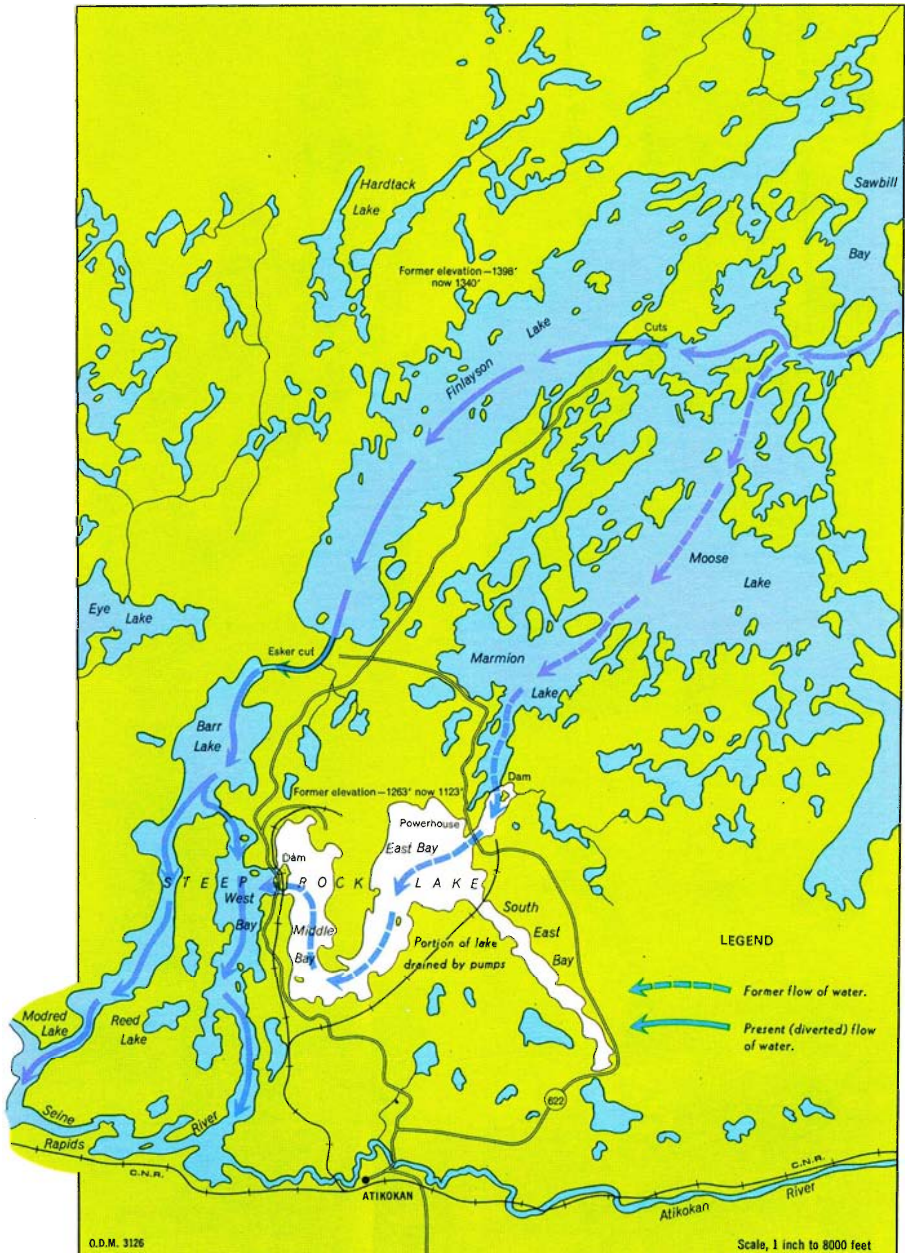 Hardtack
Lake
Sawbill
Bay
Former elevation—1398'
now 1340'
Cuts
Finlayson Lake
Moose
Lake
Eye
Lake
Esker cut
Marmion
Lake
Barr
Lake
Dam
Former elevation—1263' now 1123'
Powerhouse
East Bay
Dam
STEEP ROCK LAKE
West
Bay
South
East
Bay
Middle
Bay
Portion of lake
drained by pumps
LEGEND
Former flow of water.
Present (diverted) flow
of water.
Modred
Lake
Reed
Lake
Seine River
Rapids
622
C.N.R.
C.N.R.
ATIKOKAN
Atikokan River
O.D.M. 3126
Scale, 1 inch to 8000 feet